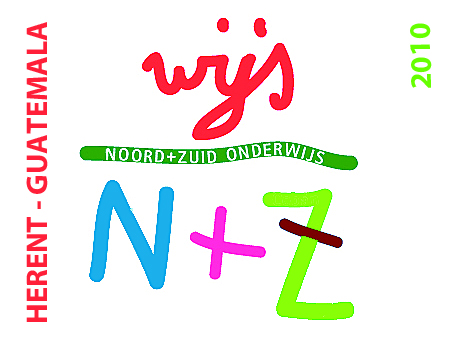 HERENT - GUATEMALA
wijs
NOORD+ZUID ONDERWIJS
N+Z
2010